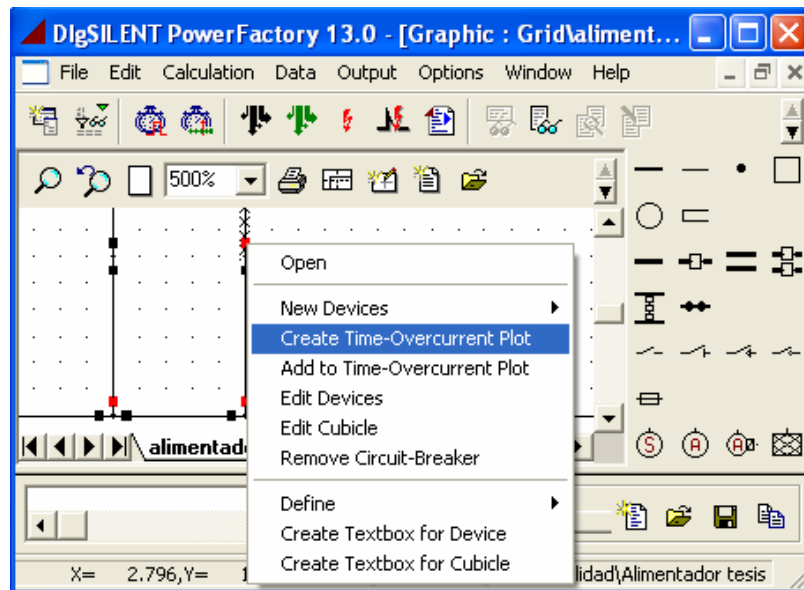 DIgSILENT PowerFactory 13.0 - [Graphic : Grid\aliment...
File Edit Calculation Data Output Options Window Help
500%
Open
New Devices
Create Time-Overcurrent Plot
Add to Time-Overcurrent Plot
Edit Devices
Edit Cubicle
Remove Circuit-Breaker
alimentad
Define
Create Textbox for Device
Create Textbox for Cubicle
S A A
X= 2.796,Y= lidad\Alimentador tesis